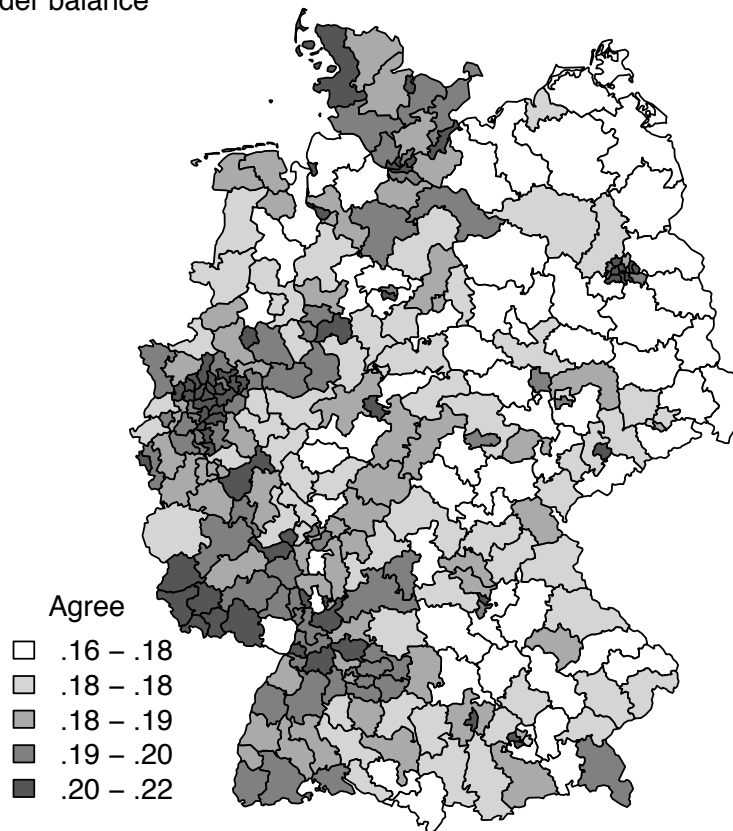 der balance
Agree
.16 – .18
.18 – .18
.18 – .19
.19 – .20
.20 – .22